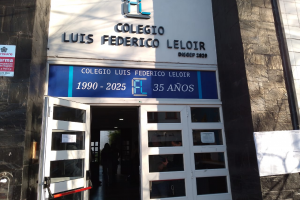 COLEGIO
LUIS FEDERICO LELOIR
COLEGIO LUIS FEDERICO LELOIR
1990 - 2025 35 AÑOS